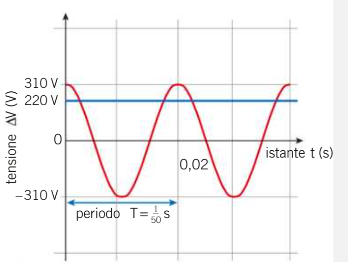 tensione ΔV (V)
310 V
220 V
0
0,02
istante t (s)
−310 V
periodo T = 1/50 s